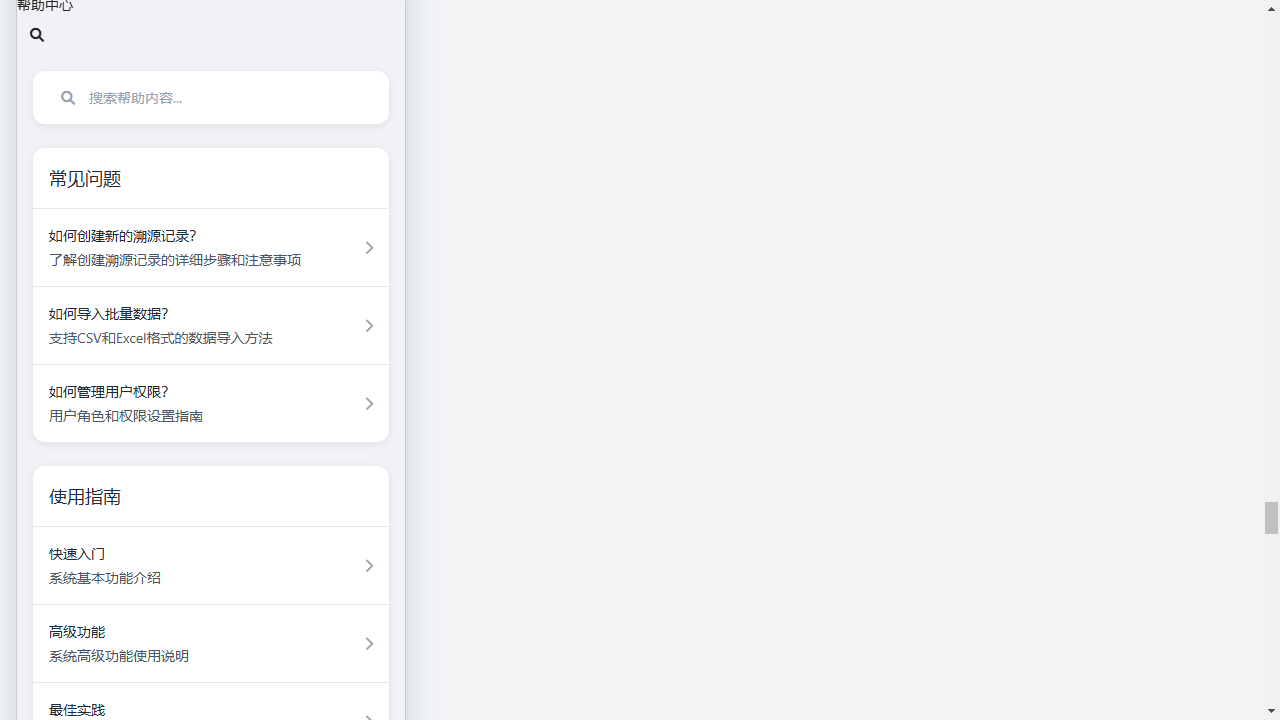 帮助中心
搜索帮助内容...
常见问题
如何创建新的溯源记录?
了解创建溯源记录的详细步骤和注意事项
如何导入批量数据?
支持CSV和Excel格式的数据导入方法
如何管理用户权限?
用户角色和权限设置指南
使用指南
快速入门
系统基本功能介绍
高级功能
系统高级功能使用说明
最佳实践